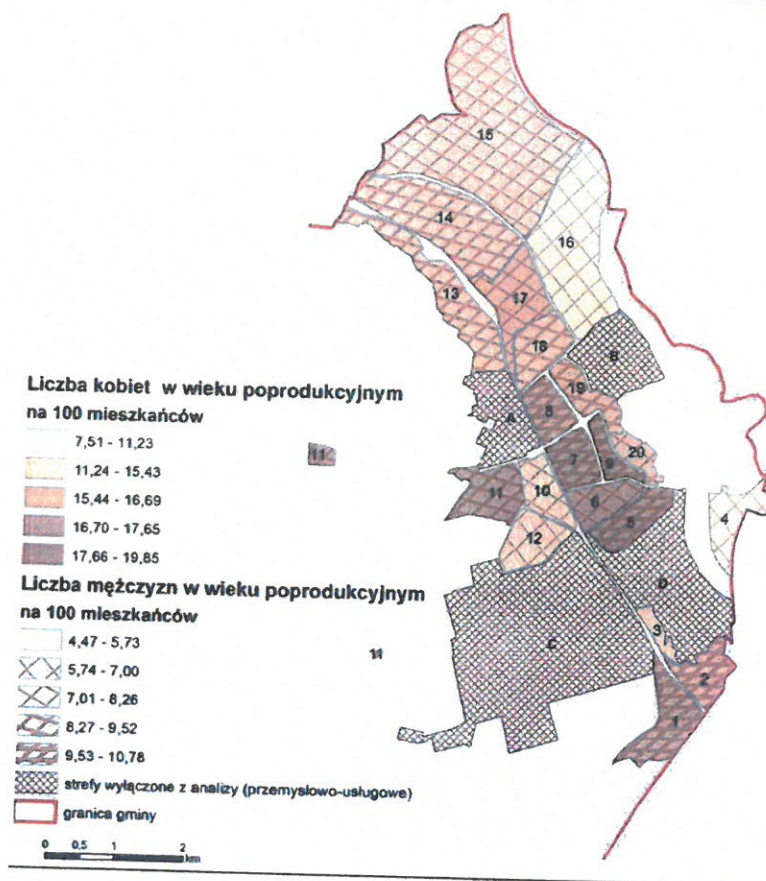 15
14
16
13
17
18
B
19
A
8
20
7
9
11
10
6
4
5
12
D
3
C
2
1
Liczba kobiet w wieku poprodukcyjnym
na 100 mieszkańców
7,51 - 11,23
11,24 - 15,43
15,44 - 16,69
16,70 - 17,65
17,66 - 19,85
11
Liczba mężczyzn w wieku poprodukcyjnym
na 100 mieszkańców
4,47 - 5,73
5,74 - 7,00
7,01 - 8,26
8,27 - 9,52
9,53 - 10,78
11
strefy wyłączone z analizy (przemysłowo-usługowe)
granica gminy
0 0,5 1 2
km